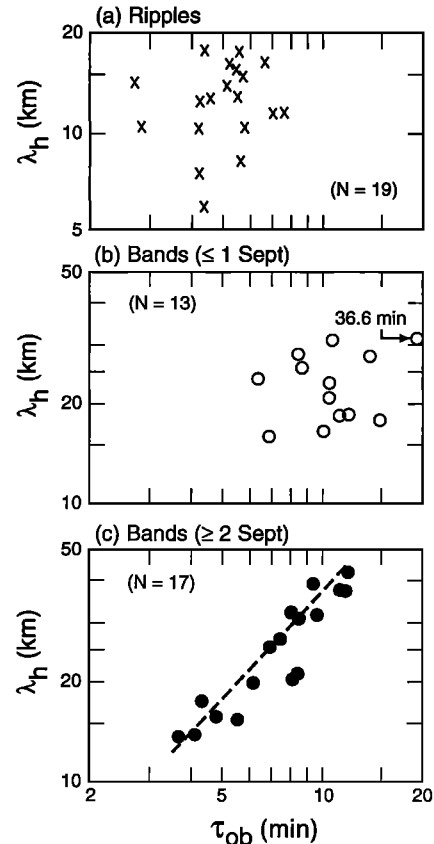 (a) Ripples
20
10
5
λh (km)
(N = 19)
(b) Bands (≤ 1 Sept)
50
20
10
λh (km)
(N = 13)
36.6 min
(c) Bands (≥ 2 Sept)
50
20
10
λh (km)
(N = 17)
2 5 10 20
τob (min)